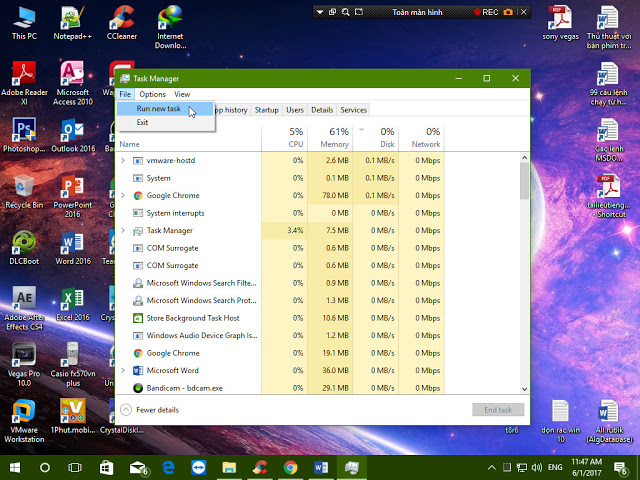 This PC
Notepad++
CCleaner
Internet
Downlo...
Toàn màn hình
REC
sony vegas
Thủ thuật với
bàn phím tr...
Adobe Reader
XI
Microsoft
Access 2010
99 câu lệnh
chạy từ h...
Photoshop...
Outlook 2016
Các lệnh
MSDO...
Recycle Bin
PowerPoint
2016
tailieutieng...
- Shortcut
DLCBoot
Word 2016
Adobe After
Effects CS4
Excel 2016
Crystal
Vegas Pro
10.0
Casio fx570vn
plus
VMware
Workstation
1Phut.mobi...
CrystalDiskI...
tôr6
dọn rác win
10
All rubik
(AlgDatabase)
Task Manager
File Options View
Run new task
Exit
App history Startup Users Details Services
5% 61% 0% 0%
Name CPU Memory Disk Network
vmware-hostd 0% 2.6 MB 0.1 MB/s 0 Mbps
System 0% 0.1 MB 0.1 MB/s 0 Mbps
Google Chrome 0% 78.0 MB 0.1 MB/s 0 Mbps
System interrupts 0% 0 MB 0 MB/s 0 Mbps
Task Manager 3.4% 7.5 MB 0 MB/s 0 Mbps
COM Surrogate 0% 0.6 MB 0 MB/s 0 Mbps
COM Surrogate 0% 0.6 MB 0 MB/s 0 Mbps
Microsoft Windows Search Filte... 0% 0.9 MB 0 MB/s 0 Mbps
Microsoft Windows Search Prot... 0% 1.3 MB 0 MB/s 0 Mbps
Store Background Task Host 0% 10.6 MB 0 MB/s 0 Mbps
Windows Audio Device Graph Is... 0% 1.2 MB 0 MB/s 0 Mbps
Google Chrome 0% 19.1 MB 0 MB/s 0 Mbps
Microsoft Word 0% 36.0 MB 0 MB/s 0 Mbps
Bandicam - bdcam.exe 0% 29.1 MB 0 MB/s 0 Mbps
Fewer details
End task
ENG
11:47 AM
6/1/2017